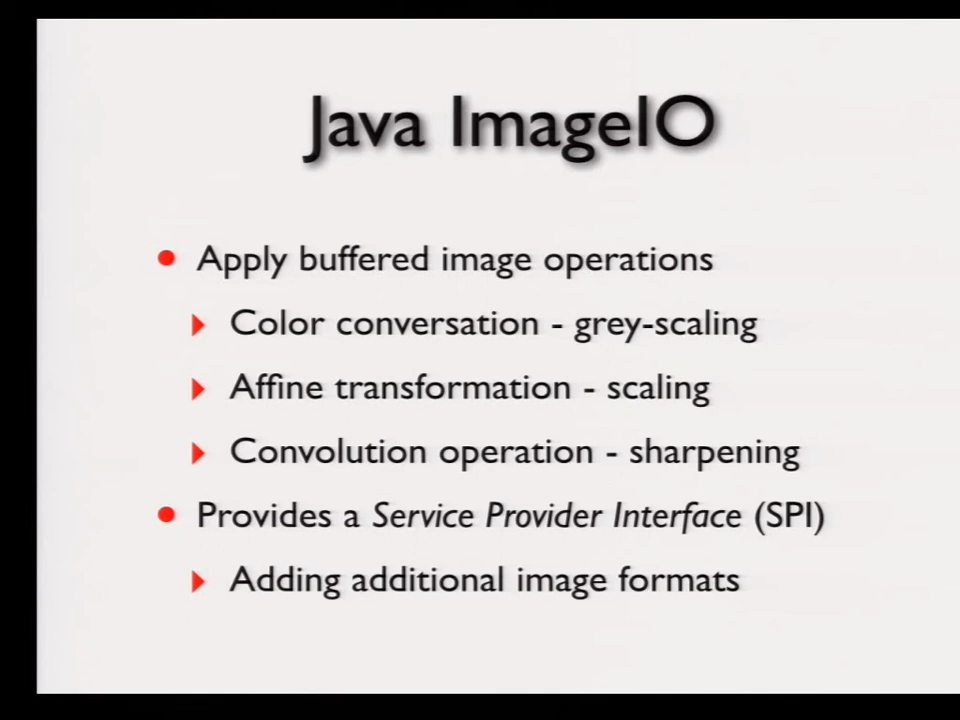 Java ImageIO
Apply buffered image operations
Color conversation - grey-scaling
Affine transformation - scaling
Convolution operation - sharpening
Provides a Service Provider Interface (SPI)
Adding additional image formats